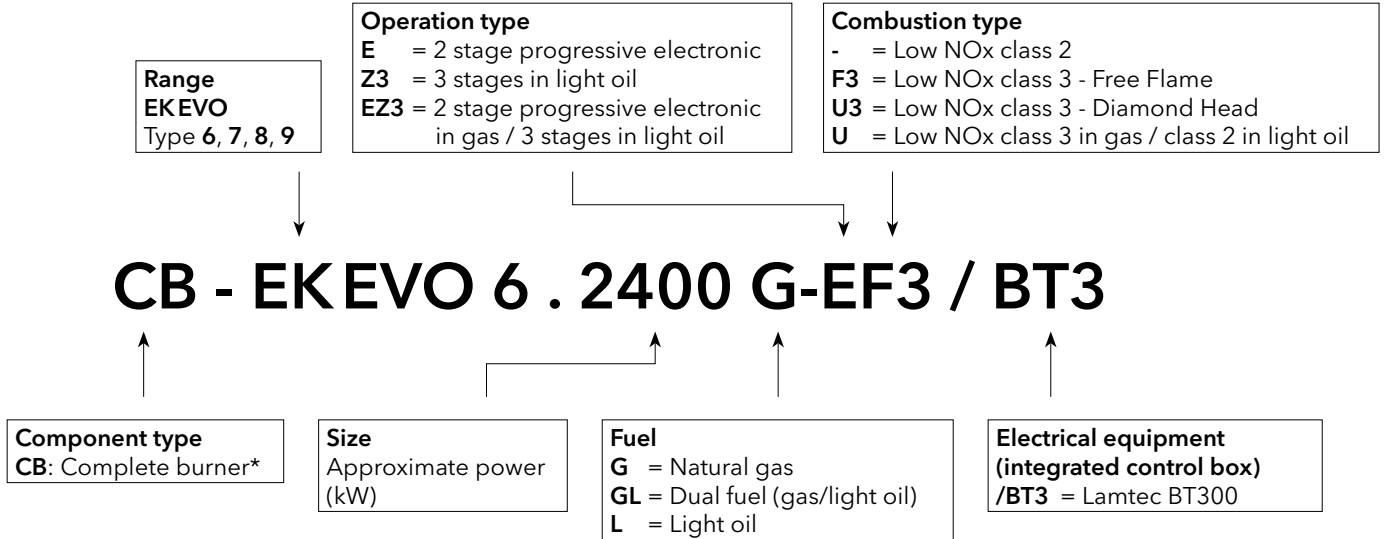 Operation type
E = 2 stage progressive electronic
Z3 = 3 stages in light oil
EZ3 = 2 stage progressive electronic
in gas / 3 stages in light oil
Combustion type
- = Low NOx class 2
F3 = Low NOx class 3 - Free Flame
U3 = Low NOx class 3 - Diamond Head
U = Low NOx class 3 in gas / class 2 in light oil
Range
EKEVO
Type 6, 7, 8, 9
CB - EKEVO 6 . 2400 G-EF3 / BT3
Component type
CB: Complete burner*
Size
Approximate power
(kW)
Fuel
G = Natural gas
GL = Dual fuel (gas/light oil)
L = Light oil
Electrical equipment
(integrated control box)
/BT3 = Lamtec BT300